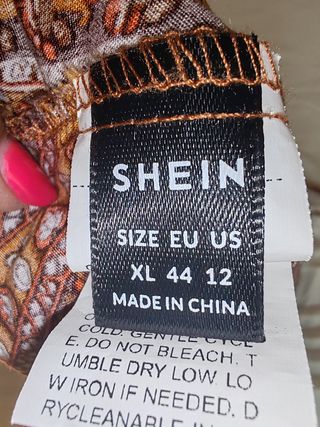 SHEIN
SIZE EU US
XL 44 12
MADE IN CHINA
COLD. GENTLE CYCL
E. DO NOT BLEACH. T
UMBLE DRY LOW. LO
W IRON IF NEEDED. D
RYCLEANABLE.